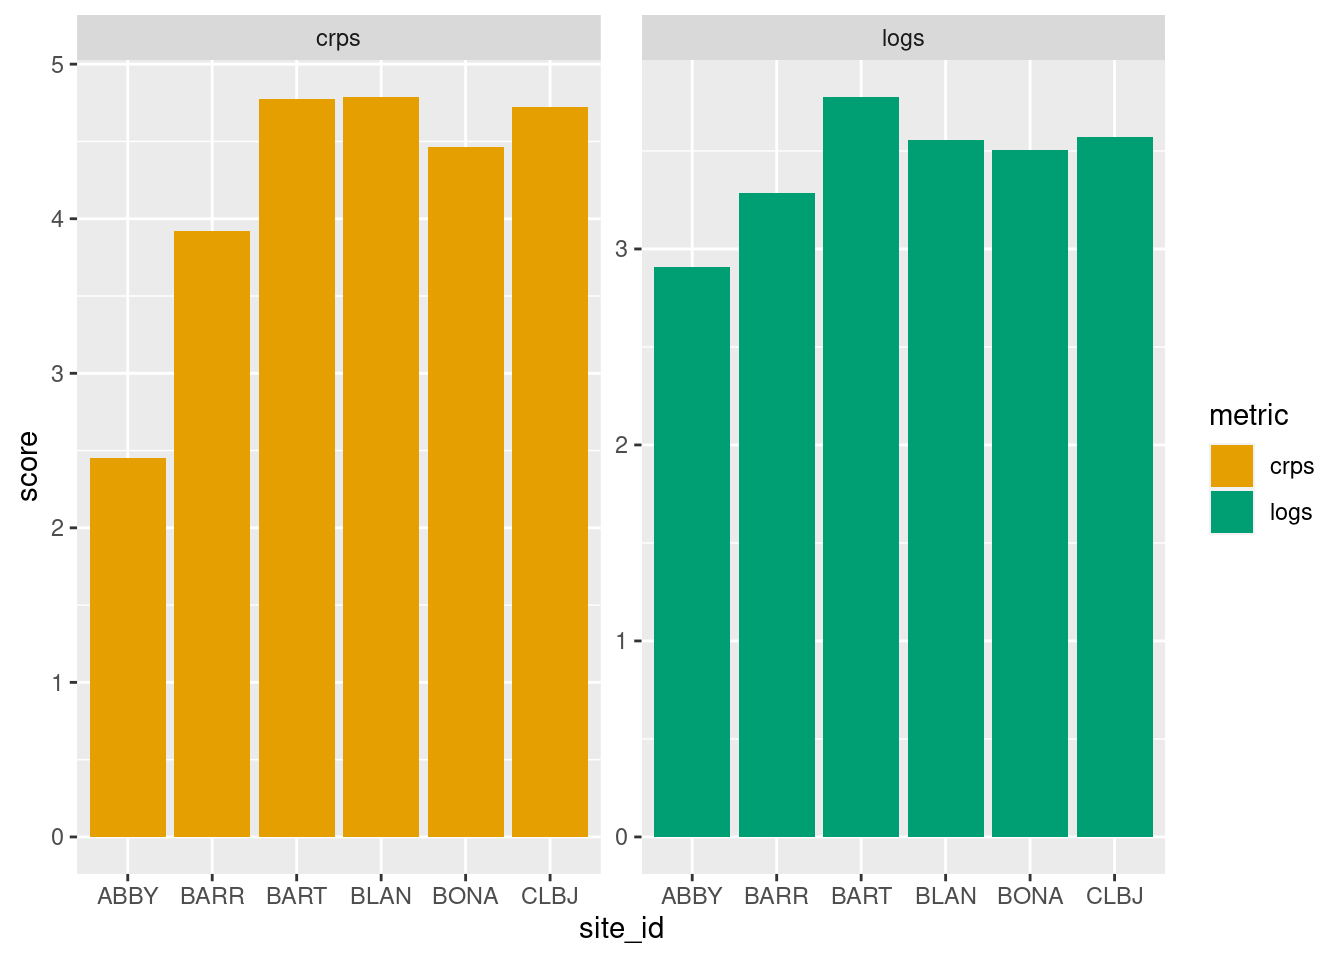 crps
logs
5
4
3
2
1
0
3
2
1
0
score
ABBY BARR BART BLAN BONA CLBJ
ABBY BARR BART BLAN BONA CLBJ
site_id
metric
crps
logs